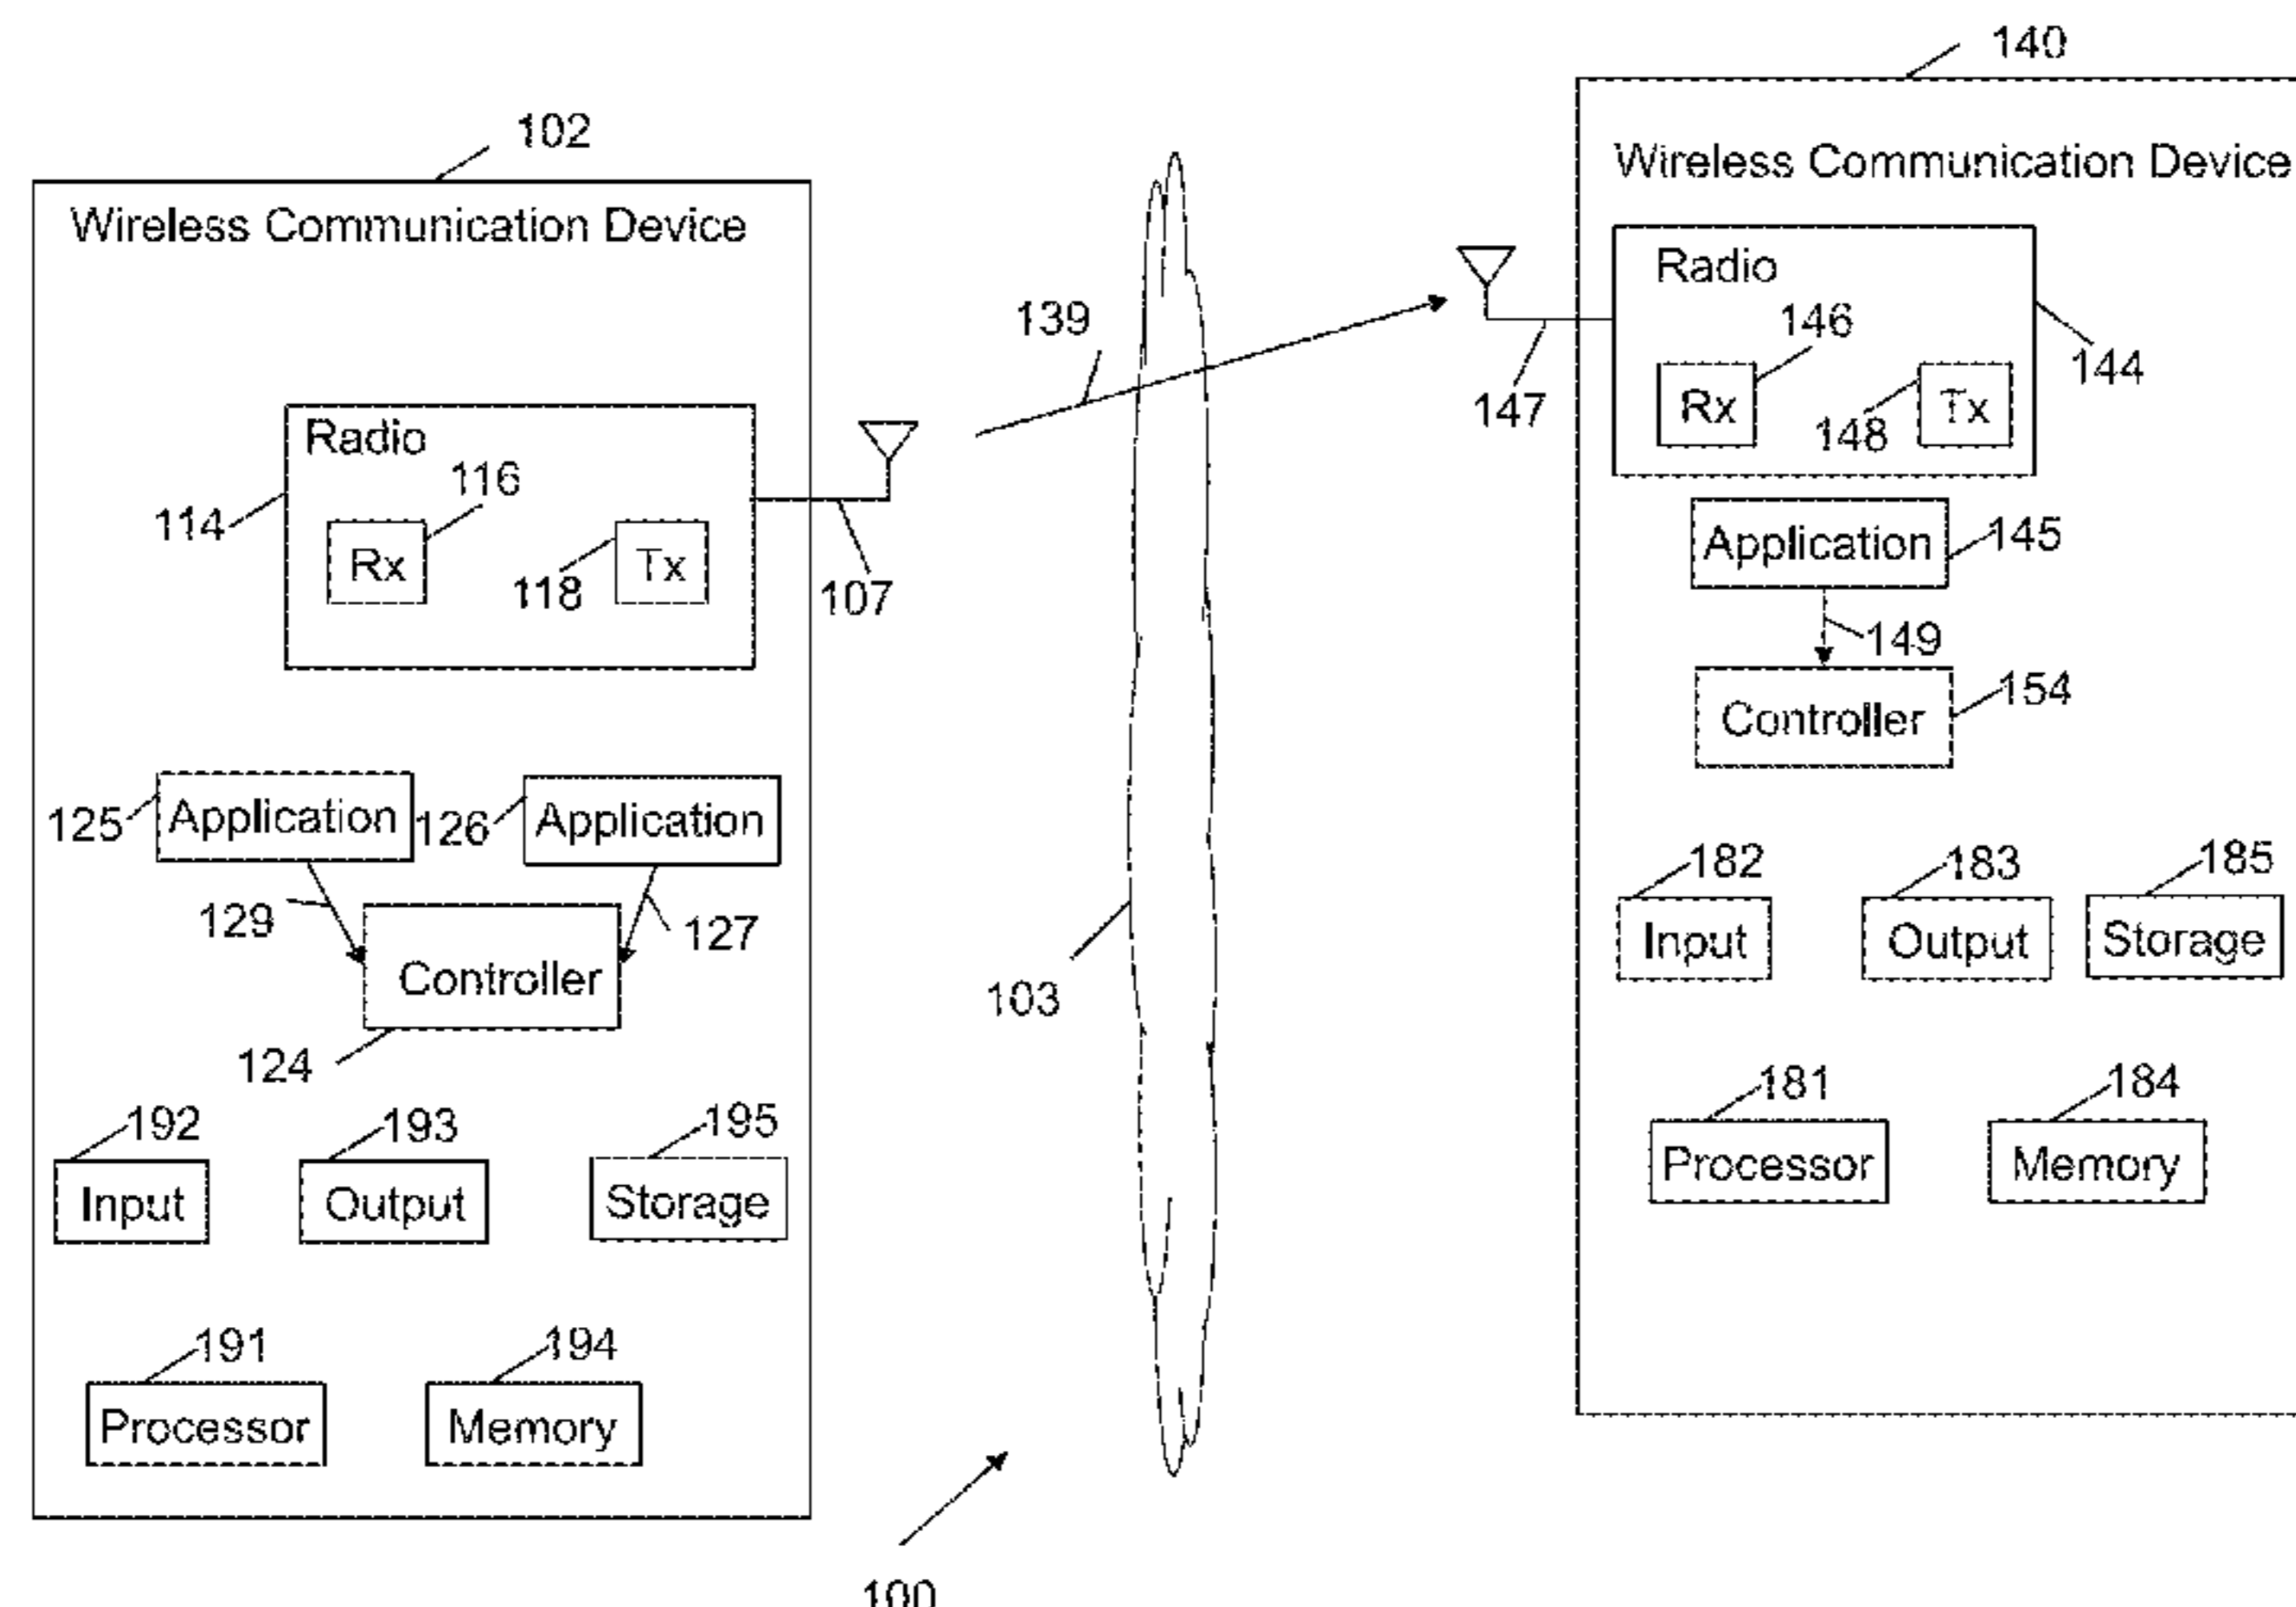 140
102
Wireless Communication Device
Wireless Communication Device
Radio
146
139
144
Rx
Tx
147
148
Radio
116
114
Rx
Tx
118
107
Application
145
149
154
Controller
125
Application
126
Application
129
127
Controller
124
103
182
183
185
Input
Output
Storage
181
184
Processor
Memory
192
193
195
Input
Output
Storage
191
194
Processor
Memory
100